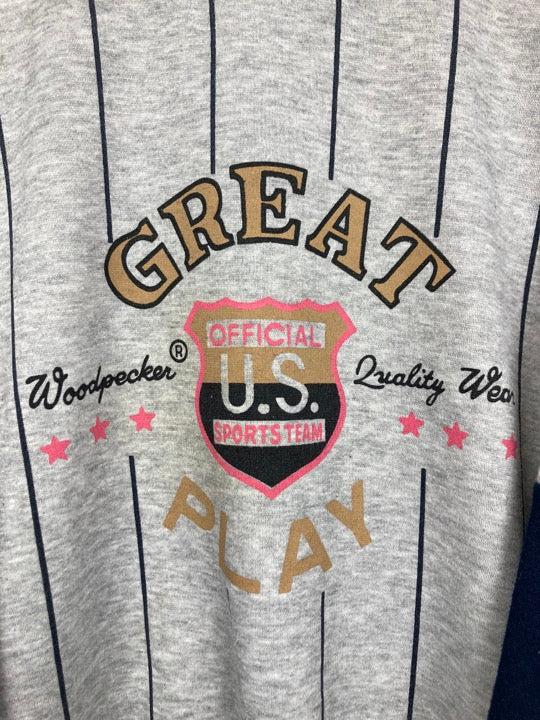 GREAT
OFFICIAL
U.S.
SPORTS TEAM
Woodpecker® Quality Wear
PLAY